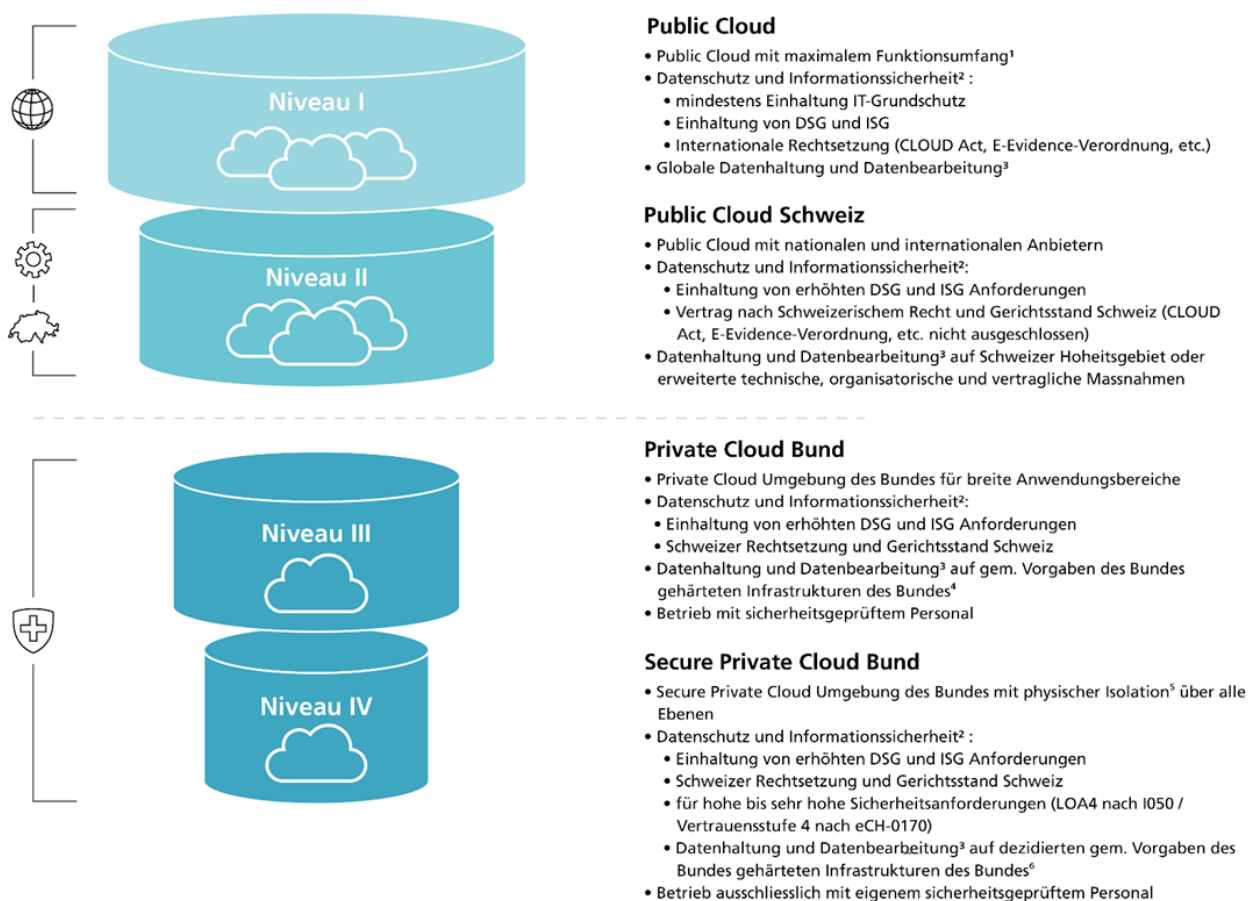 Public Cloud
• Public Cloud mit maximalem Funktionsumfang¹
• Datenschutz und Informationssicherheit² :
• mindestens Einhaltung IT-Grundschutz
• Einhaltung von DSG und ISG
• Internationale Rechtsetzung (CLOUD Act, E-Evidence-Verordnung, etc.)
• Globale Datenhaltung und Datenbearbeitung³
Niveau I
Public Cloud Schweiz
• Public Cloud mit nationalen und internationalen Anbietern
• Datenschutz und Informationssicherheit²:
• Einhaltung von erhöhten DSG und ISG Anforderungen
• Vertrag nach Schweizerischem Recht und Gerichtsstand Schweiz (CLOUD
Act, E-Evidence-Verordnung, etc. nicht ausgeschlossen)
• Datenhaltung und Datenbearbeitung³ auf Schweizer Hoheitsgebiet oder
erweiterte technische, organisatorische und vertragliche Massnahmen
Niveau II
Private Cloud Bund
• Private Cloud Umgebung des Bundes für breite Anwendungsbereiche
• Datenschutz und Informationssicherheit²:
• Einhaltung von erhöhten DSG und ISG Anforderungen
• Schweizer Rechtsetzung und Gerichtsstand Schweiz
• Datenhaltung und Datenbearbeitung³ auf gem. Vorgaben des Bundes
gehärteten Infrastrukturen des Bundes⁴
• Betrieb mit sicherheitsgeprüftem Personal
Niveau III
Secure Private Cloud Bund
• Secure Private Cloud Umgebung des Bundes mit physischer Isolation⁵ über alle
Ebenen
• Datenschutz und Informationssicherheit² :
• Einhaltung von erhöhten DSG und ISG Anforderungen
• Schweizer Rechtsetzung und Gerichtsstand Schweiz
• für hohe bis sehr hohe Sicherheitsanforderungen (LOA4 nach I050 /
Vertrauensstufe 4 nach eCH-0170)
• Datenhaltung und Datenbearbeitung³ auf dezidierten gem. Vorgaben des
Bundes gehärteten Infrastrukturen des Bundes⁶
• Betrieb ausschliesslich mit eigenem sicherheitsgeprüftem Personal
Niveau IV